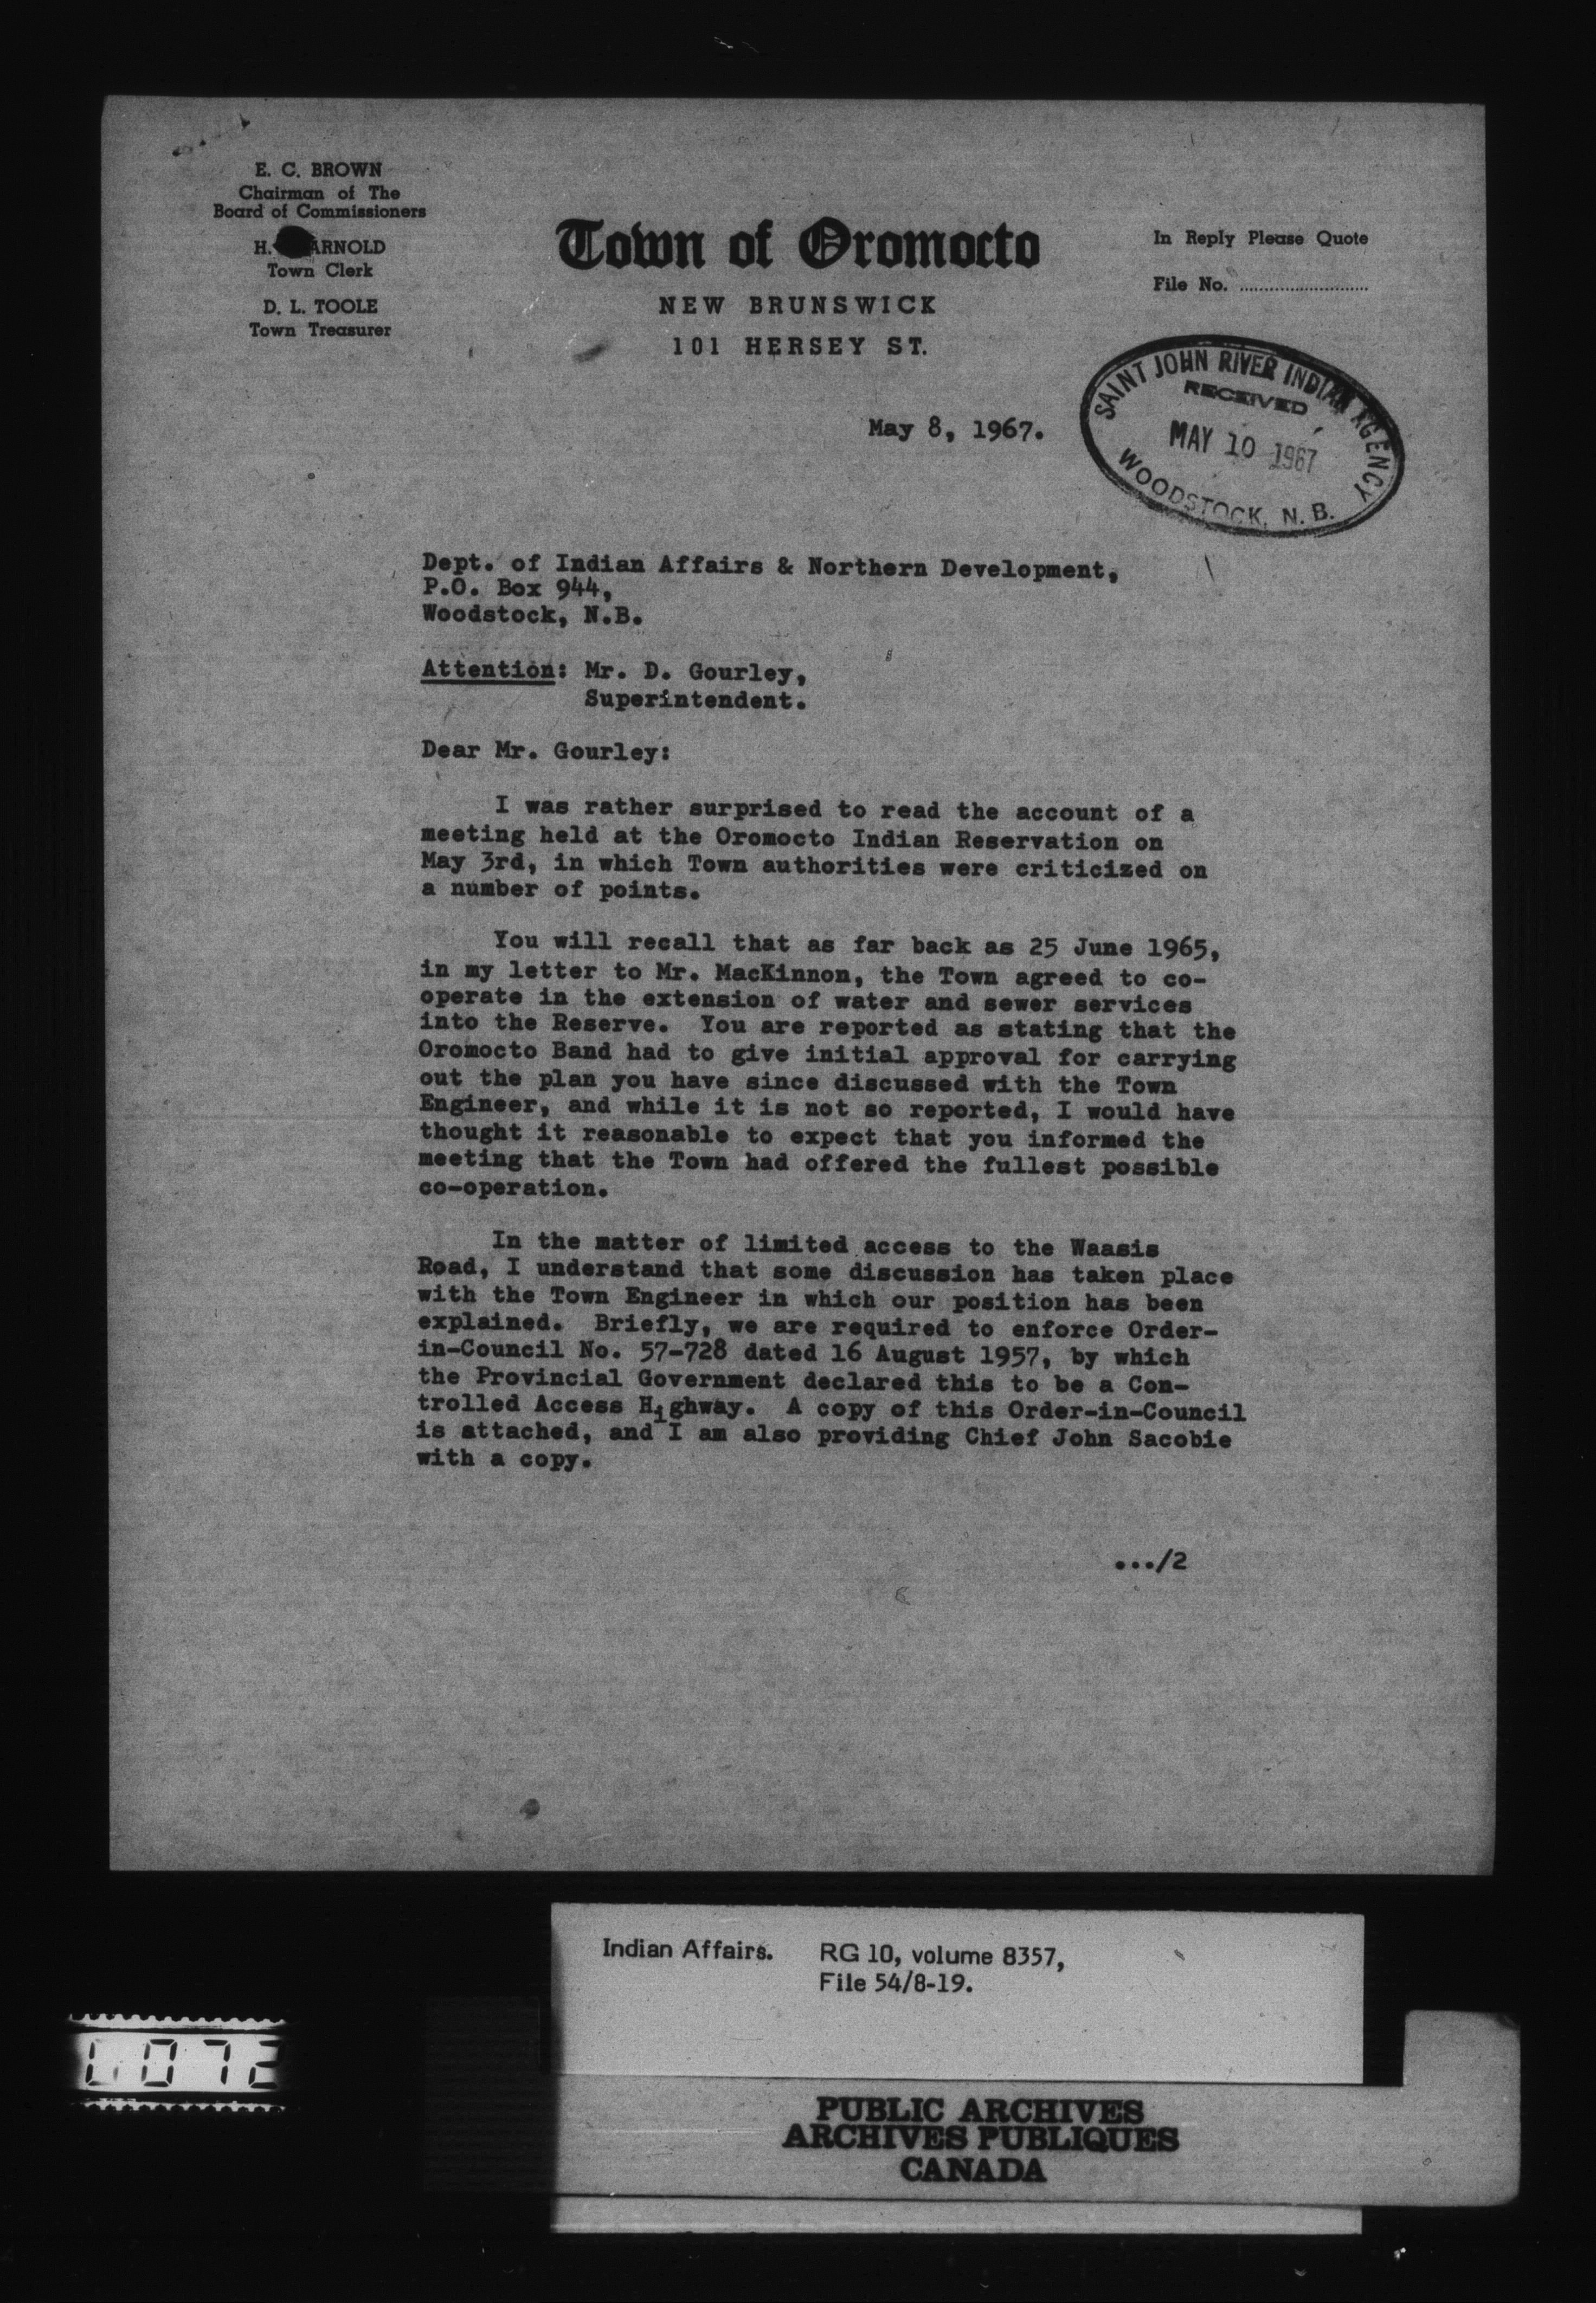 E. C. BROWN
Chairman of The
Board of Commissioners
H. ARNOLD
Town Clerk
D. L. TOOLE
Town Treasurer
Town of Oromocto
NEW BRUNSWICK
101 HERSEY ST.
In Reply Please Quote
File No. ..........................
May 8, 1967.
SAINT JOHN RIVER INDIAN AGENCY
RECEIVED
MAY 10 1967
WOODSTOCK, N. B.
Dept. of Indian Affairs & Northern Development,
P.O. Box 944,
Woodstock, N.B.
Attention: Mr. D. Gourley,
Superintendent.
Dear Mr. Gourley:
I was rather surprised to read the account of a
meeting held at the Oromocto Indian Reservation on
May 3rd, in which Town authorities were criticized on
a number of points.
You will recall that as far back as 25 June 1965,
in my letter to Mr. MacKinnon, the Town agreed to co-
operate in the extension of water and sewer services
into the Reserve. You are reported as stating that the
Oromocto Band had to give initial approval for carrying
out the plan you have since discussed with the Town
Engineer, and while it is not so reported, I would have
thought it reasonable to expect that you informed the
meeting that the Town had offered the fullest possible
co-operation.
In the matter of limited access to the Waasis
Road, I understand that some discussion has taken place
with the Town Engineer in which our position has been
explained. Briefly, we are required to enforce Order-
in-Council No. 57-728 dated 16 August 1957, by which
the Provincial Government declared this to be a Con-
trolled Access Highway. A copy of this Order-in-Council
is attached, and I am also providing Chief John Sacobie
with a copy.
.../2
Indian Affairs. RG 10, volume 8357,
File 54/8-19.
PUBLIC ARCHIVES
ARCHIVES PUBLIQUES
CANADA